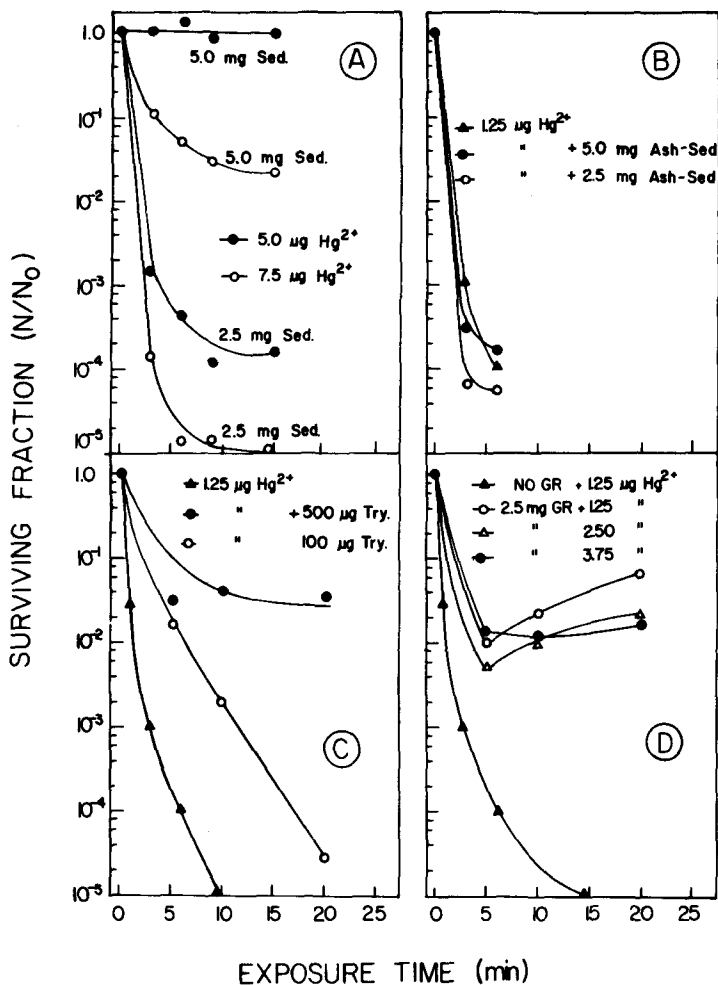 SURVIVING FRACTION (N/N₀)
1.0
10⁻¹
10⁻²
10⁻³
10⁻⁴
10⁻⁵
A
5.0 mg Sed.
5.0 mg Sed.
5.0 µg Hg²⁺
7.5 µg Hg²⁺
2.5 mg Sed.
2.5 mg Sed.
B
1.25 µg Hg²⁺
" + 5.0 mg Ash-Sed
" + 2.5 mg Ash-Sed
1.0
10⁻¹
10⁻²
10⁻³
10⁻⁴
10⁻⁵
1.25 µg Hg²⁺
" + 500 µg Try.
" 100 µg Try.
C
0 5 10 15 20 25
NO GR + 1.25 µg Hg²⁺
2.5 mg GR + 1.25 "
" 2.50 "
" 3.75 "
D
0 5 10 15 20 25
EXPOSURE TIME (min)